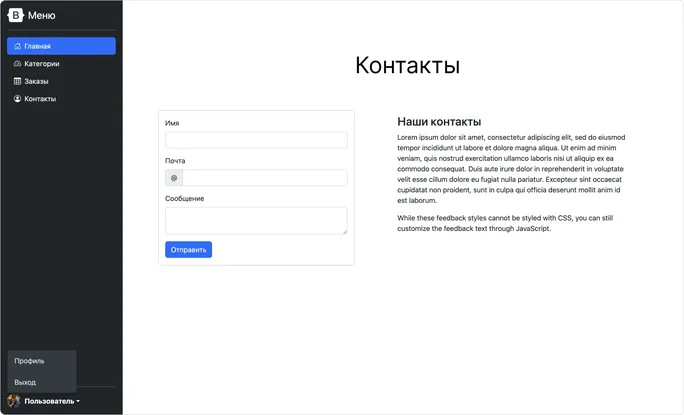 B Меню
Главная
Категории
Заказы
Контакты
Контакты
Имя
Почта
@
Сообщение
Отправить
Наши контакты
Lorem ipsum dolor sit amet, consectetur adipiscing elit, sed do eiusmod
tempor incididunt ut labore et dolore magna aliqua. Ut enim ad minim
veniam, quis nostrud exercitation ullamco laboris nisi ut aliquip ex ea
commodo consequat. Duis aute irure dolor in reprehenderit in voluptate
velit esse cillum dolore eu fugiat nulla pariatur. Excepteur sint occaecat
cupidatat non proident, sunt in culpa qui officia deserunt mollit anim id
est laborum.
While these feedback styles cannot be styled with CSS, you can still
customize the feedback text through JavaScript.
Профиль
Выход
Пользователь